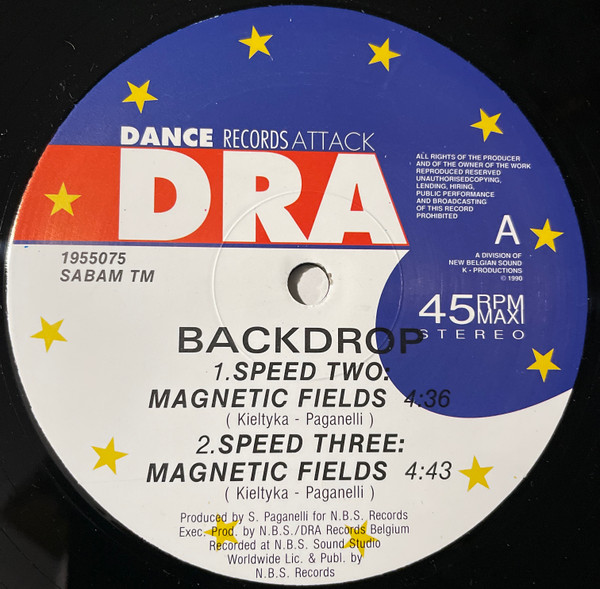 DANCE RECORDS ATTACK
DRA
ALL RIGHTS OF THE PRODUCER
AND OF THE OWNER OF THE WORK
REPRODUCED RESERVED
UNAUTHORISEDCOPYING,
LENDING, HIRING,
PUBLIC PERFORMANCE
AND BROADCASTING
OF THIS RECORD
PROHIBITED
A
1955075
SABAM TM
A DIVISION OF
NEW BELGIAN SOUND
K - PRODUCTIONS
© 1990
45 RPM
MAXI
STEREO
BACKDROP
1.SPEED TWO:
MAGNETIC FIELDS 4:36
( Kieltyka - Paganelli )
2.SPEED THREE:
MAGNETIC FIELDS 4:43
( Kieltyka - Paganelli )
Produced by S. Paganelli for N.B.S. Records
Exec. Prod. by N.B.S./DRA Records Belgium
Recorded at N.B.S. Sound Studio
Worldwide Lic. & Publ. by
N.B.S. Records